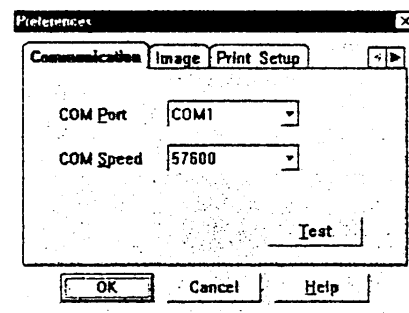 Preferences
Communication Image Print Setup
COM Port COM1
COM Speed 57600
Test
OK Cancel Help